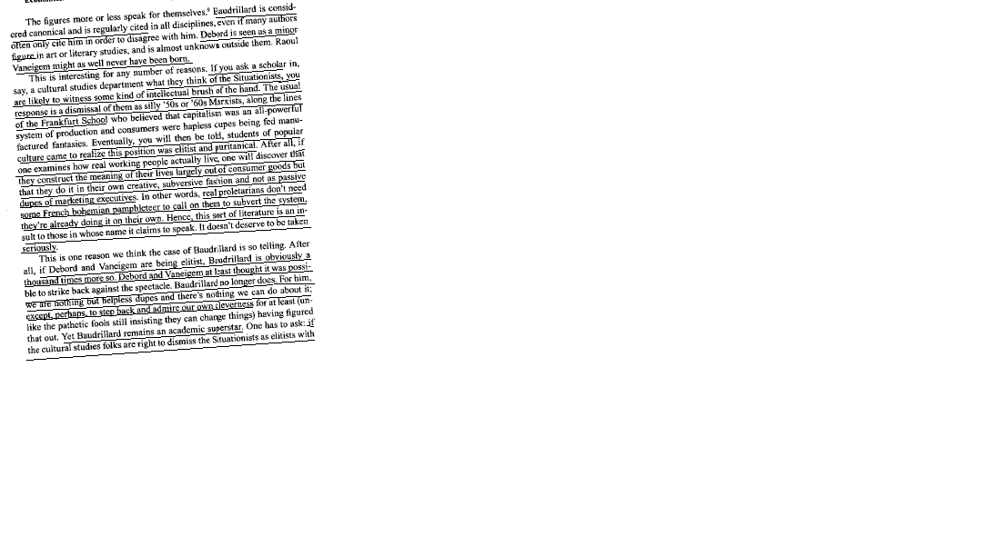 The figures more or less speak for themselves.⁹ Baudrillard is consid-
ered canonical and is regularly cited in all disciplines, even if many authors
often only cite him in order to disagree with him. Debord is seen as a minor
figure in art or literary studies, and is almost unknown outside them. Raoul
Vaneigem might as well never have been born.
This is interesting for any number of reasons. If you ask a scholar in,
say, a cultural studies department what they think of the Situationists, you
are likely to witness some kind of intellectual brush of the hand. The usual
response is a dismissal of them as silly '50s or '60s Marxists, along the lines
of the Frankfurt School who believed that capitalism was an all-powerful
system of production and consumers were hapless cupes being fed manu-
factured fantasies. Eventually, you will then be told, students of popular
culture came to realize this position was elitist and puritanical. After all, if
one examines how real working people actually live, one will discover that
they construct the meaning of their lives largely out of consumer goods but
that they do it in their own creative, subversive fashion and not as passive
dupes of marketing executives. In other words, real proletarians don't need
some French bohemian pamphleteer to call on them to subvert the system,
they're already doing it on their own. Hence, this sort of literature is an in-
sult to those in whose name it claims to speak. It doesn't deserve to be taken
seriously.
This is one reason we think the case of Baudrillard is so telling. After
all, if Debord and Vaneigem are being elitist, Baudrillard is obviously a
thousand times more so. Debord and Vaneigem at least thought it was possi-
ble to strike back against the spectacle. Baudrillard no longer does. For him,
we are nothing but helpless dupes and there's nothing we can do about it;
except, perhaps, to step back and admire our own cleverness for at least (un-
like the pathetic fools still insisting they can change things) having figured
that out. Yet Baudrillard remains an academic superstar. One has to ask: if
the cultural studies folks are right to dismiss the Situationists as elitists with